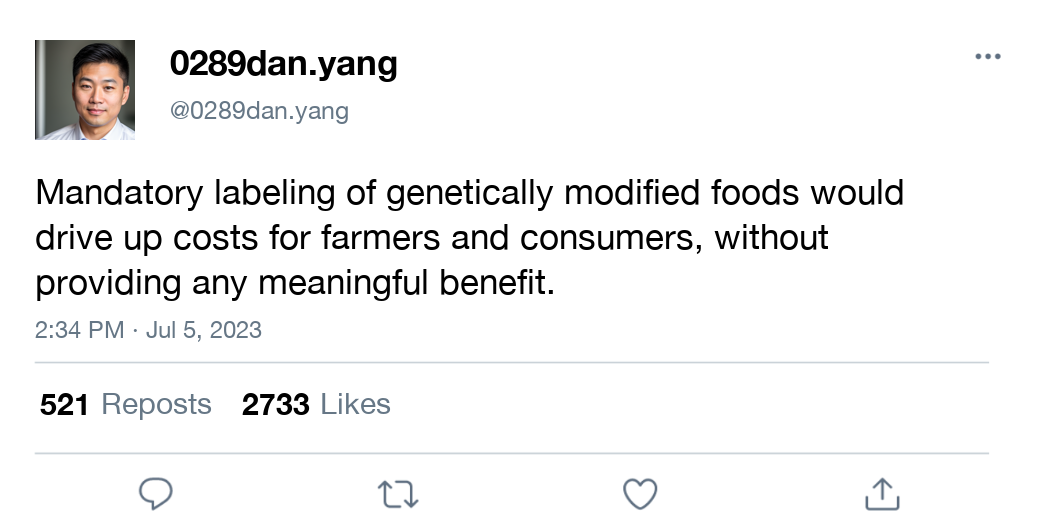 0289dan.yang
@0289dan.yang
Mandatory labeling of genetically modified foods would
drive up costs for farmers and consumers, without
providing any meaningful benefit.
2:34 PM · Jul 5, 2023
521 Reposts 2733 Likes